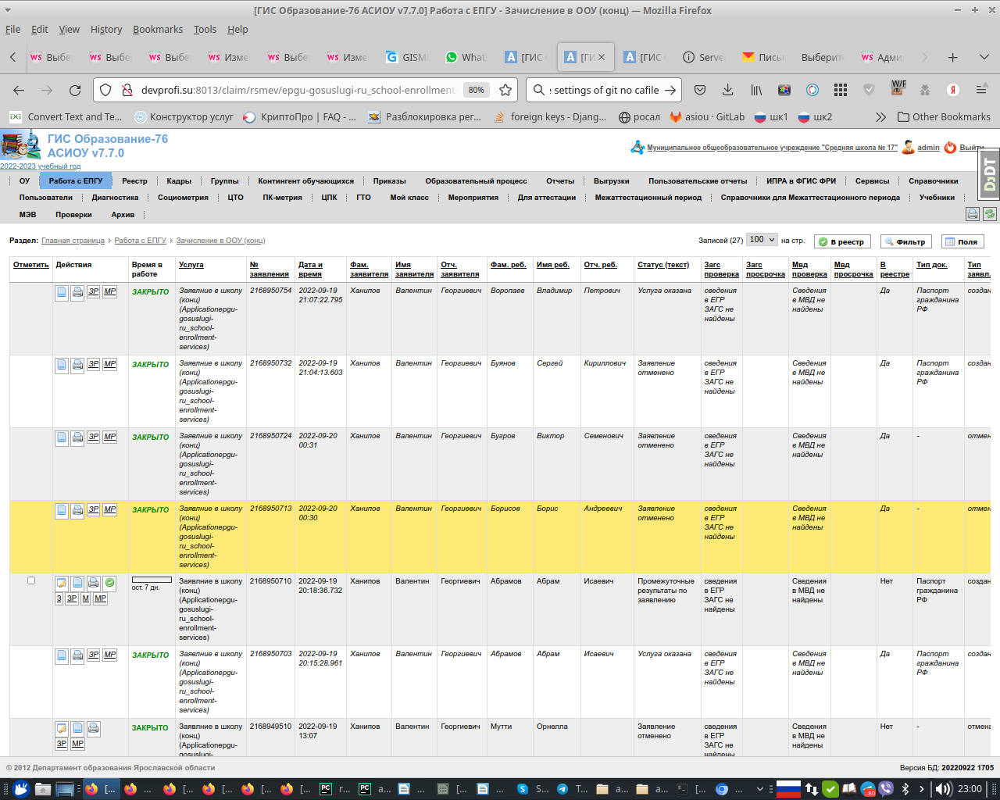 [ГИС Образование-76 АСИОУ v7.7.0] Работа с ЕПГУ - Зачисление в ООУ (конц) — Mozilla Firefox
File Edit View History Bookmarks Tools Help
Выбе Выбе Выбе Изме Выбе Изме GISM What [ГИС [ГИ [ГИС Serve Письм Выберит Адми
devprofi.su:8013/claim/rsmev/epgu-gosuslugi-ru_school-enrollment- 80% settings of git no cafile W/F
Convert Text and Te... Конструктор услуг КриптоПро | FAQ - ... Разблокировка рег... foreign keys - Djang... росал asiou · GitLab шк1 шк2 Other Bookmarks
ГИС Образование-76
АСИОУ v7.7.0
Муниципальное общеобразовательное учреждение "Средняя школа № 17" admin Выйти
2022-2023 учебный год
DJDT
ОУ Работа с ЕПГУ Реестр Кадры Группы Контингент обучающихся Приказы Образовательный процесс Отчеты Выгрузки Пользовательские отчеты ИПРА в ФГИС ФРИ Сервисы Справочники
Пользователи Диагностика Социометрия ЦТО ПК-метрия ЦПК ГТО Мой класс Мероприятия Для аттестации Межаттестационный период Справочники для Межаттестационного периода Учебники
МЭВ Проверки Архив
Раздел: Главная страница Работа с ЕПГУ Зачисление в ООУ (конц) Записей (27) 100 на стр. В реестр Фильтр Поля
Отметить Действия Время в работе Услуга № заявления Дата и время Фам. заявителя Имя заявителя Отч. заявителя Фам. реб. Имя реб. Отч. реб. Статус (текст) Загс проверка Загс просрочка Мвд проверка Мвд просрочка В реестре Тип док. Тип заявл.
ЗР МР ЗАКРЫТО Заявлние в школу (конц) (Applicationepgu-gosuslugi-ru_school-enrollment-services) 2168950754 2022-09-19 21:07:22.795 Ханипов Валентин Георгиевич Воропаев Владимир Петрович Услуга оказана сведения в ЕГР ЗАГС не найдены Сведения в МВД не найдены Да Паспорт гражданина РФ создан
ЗР МР ЗАКРЫТО Заявлние в школу (конц) (Applicationepgu-gosuslugi-ru_school-enrollment-services) 2168950732 2022-09-19 21:04:13.603 Ханипов Валентин Георгиевич Буянов Сергей Кириллович Заявление отменено сведения в ЕГР ЗАГС не найдены Сведения в МВД не найдены Да Паспорт гражданина РФ создан
ЗР МР ЗАКРЫТО Заявлние в школу (конц) (Applicationepgu-gosuslugi-ru_school-enrollment-services) 2168950724 2022-09-20 00:31 Ханипов Валентин Георгиевич Бугров Виктор Семенович Заявление отменено сведения в ЕГР ЗАГС не найдены Сведения в МВД не найдены Да - отмен
ЗР МР ЗАКРЫТО Заявлние в школу (конц) (Applicationepgu-gosuslugi-ru_school-enrollment-services) 2168950713 2022-09-20 00:30 Ханипов Валентин Георгиевич Борисов Борис Андреевич Заявление отменено сведения в ЕГР ЗАГС не найдены Сведения в МВД не найдены Да - отмен
З ЗР М МР ост. 7 дн. Заявлние в школу (конц) (Applicationepgu-gosuslugi-ru_school-enrollment-services) 2168950710 2022-09-19 20:18:36.732 Ханипов Валентин Георгиевич Абрамов Абрам Исаевич Промежуточные результаты по заявлению сведения в ЕГР ЗАГС не найдены Сведения в МВД не найдены Нет Паспорт гражданина РФ создан
ЗР МР ЗАКРЫТО Заявлние в школу (конц) (Applicationepgu-gosuslugi-ru_school-enrollment-services) 2168950703 2022-09-19 20:15:28.961 Ханипов Валентин Георгиевич Абрамов Абрам Исаевич Услуга оказана сведения в ЕГР ЗАГС не найдены Сведения в МВД не найдены Да Паспорт гражданина РФ создан
ЗР МР ЗАКРЫТО Заявлние в школу (конц) (Applicationepgu-gosuslugi- 2168949510 2022-09-19 13:07 Ханипов Валентин Георгиевич Мутти Орнелла Заявление отменено сведения в ЕГР ЗАГС не найдены Сведения в МВД не найдены Нет - отмена
© 2012 Департамент образования Ярославской области Версия БД: 20220922 1705
[... ... [... [... [... [... r... a... [... [... [... ... S... T... a... a... [... ... 80 23:00